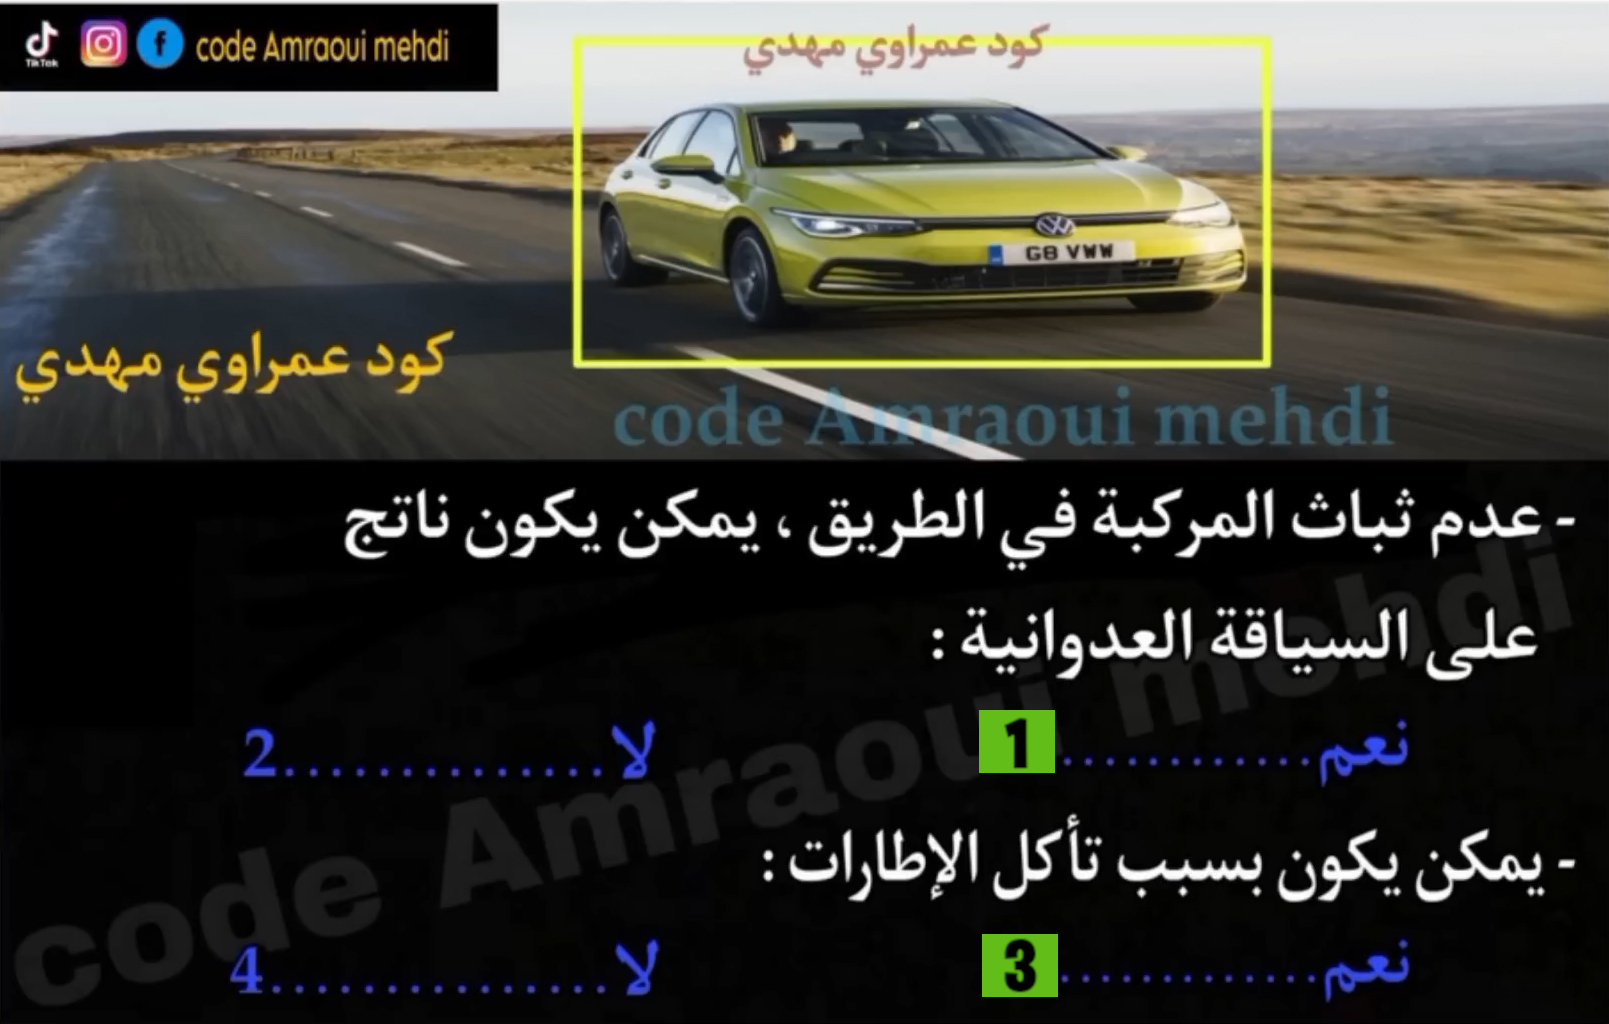 TikTok
code Amraoui mehdi
كود عمراوي مهدي
G8 VWW
كود عمراوي مهدي
code Amraoui mehdi
- عدم ثباث المركبة في الطريق ، يمكن يكون ناتج
على السياقة العدوانية :
نعم............1 لا..............2
- يمكن يكون بسبب تأكل الإطارات :
نعم............3 لا...............4
code Amraoui mehdi